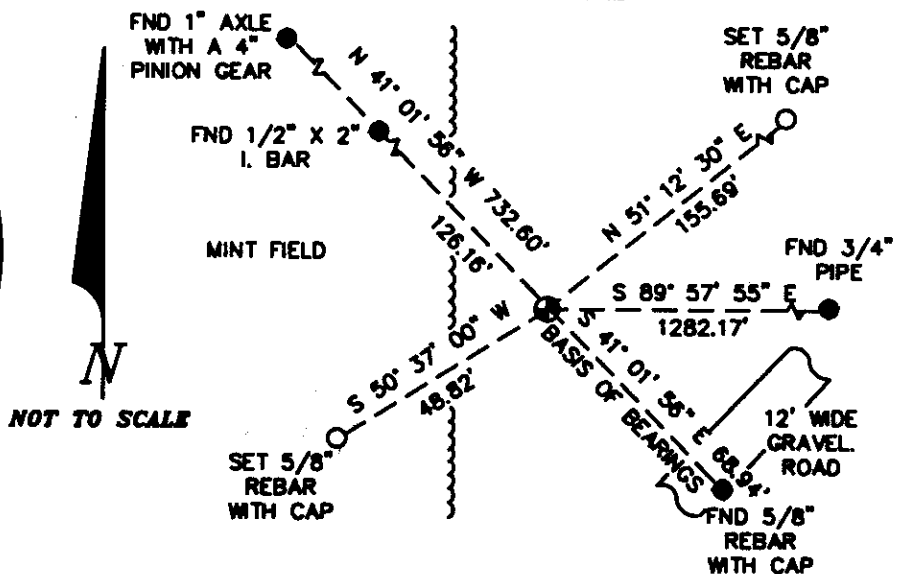 FND 1" AXLE
WITH A 4"
PINION GEAR
SET 5/8"
REBAR
WITH CAP
N 41° 01' 56" W 732.60'
126.16'
FND 1/2" X 2"
I. BAR
N 51° 12' 30" E
155.69'
MINT FIELD
FND 3/4"
PIPE
S 89° 57' 55" E
1282.17'
S 50° 37' 00" W
48.82'
S 41° 01' 56" E 68.94'
BASIS OF BEARINGS
N
NOT TO SCALE
12' WIDE
GRAVEL.
ROAD
SET 5/8"
REBAR
WITH CAP
FND 5/8"
REBAR
WITH CAP